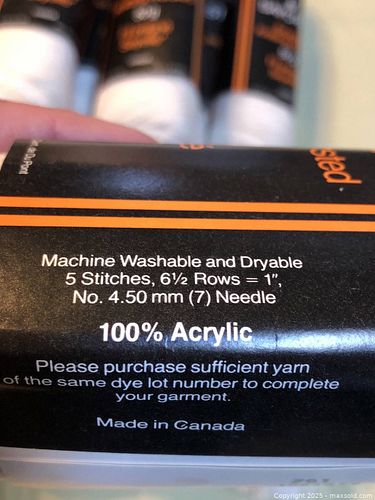 sted
Machine Washable and Dryable
5 Stitches, 6½ Rows = 1",
No. 4.50 mm (7) Needle
100% Acrylic
Please purchase sufficient yarn
of the same dye lot number to complete
your garment.
Made in Canada
Copyright 2025 - maxsold.com